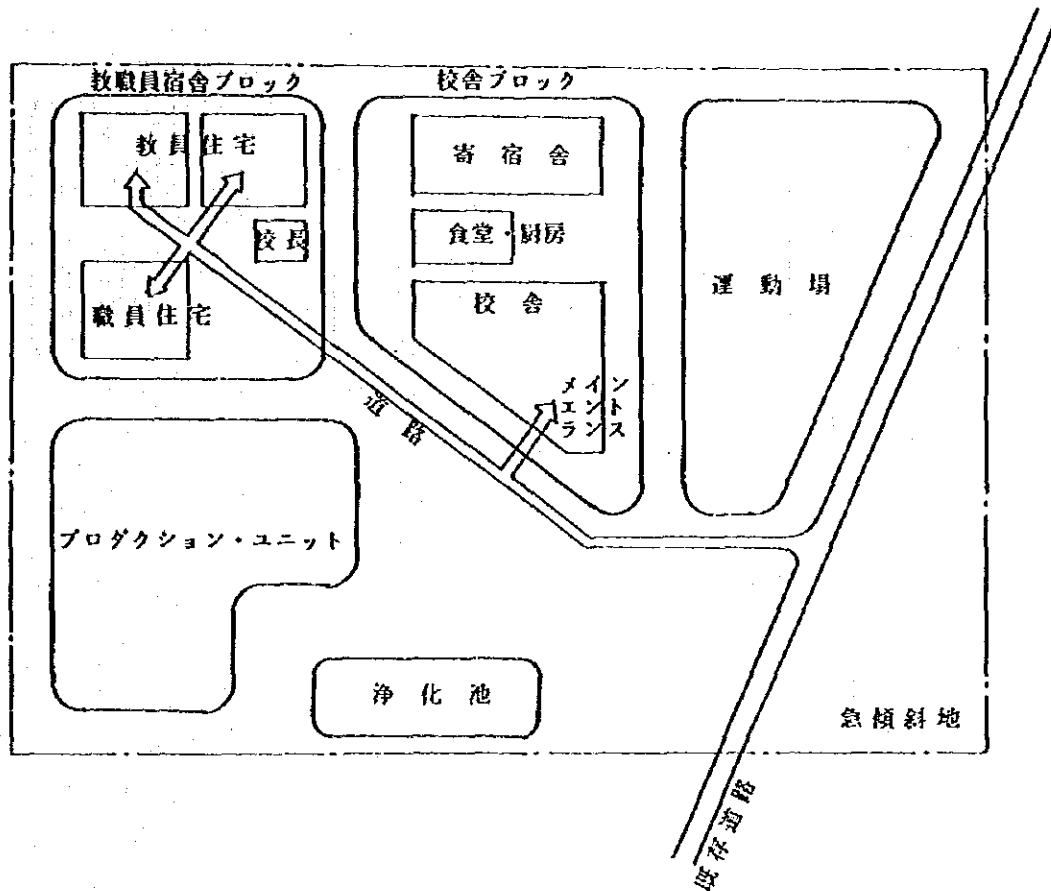 教職員宿舎ブロック
校舎ブロック
教員住宅
寄宿舎
校長
食堂・厨房
職員住宅
校舎
運動場
メイン
エント
ランス
道路
プロダクション・ユニット
浄化池
急傾斜地
既存道路